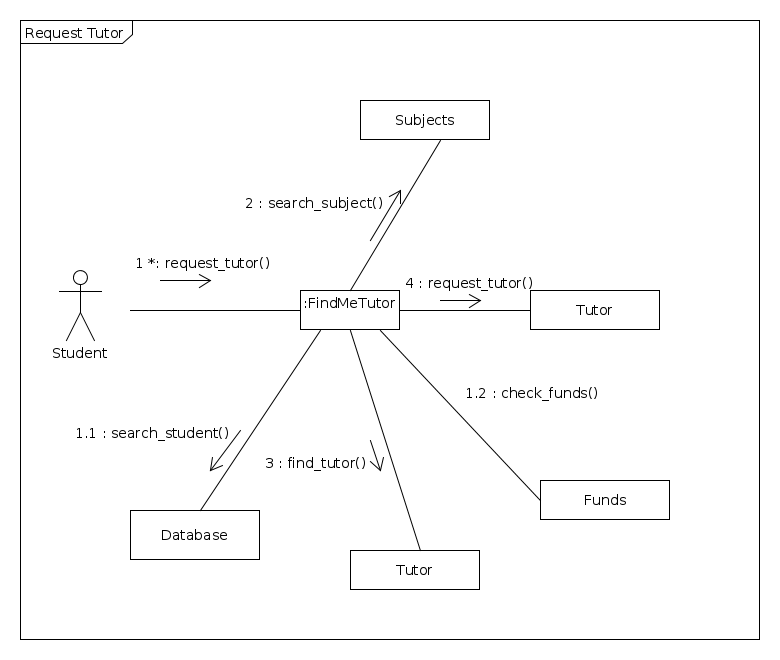 Request Tutor
Subjects
2 : search_subject()
1 *: request_tutor()
4 : request_tutor()
:FindMeTutor
Tutor
Student
1.2 : check_funds()
1.1 : search_student()
3 : find_tutor()
Funds
Database
Tutor